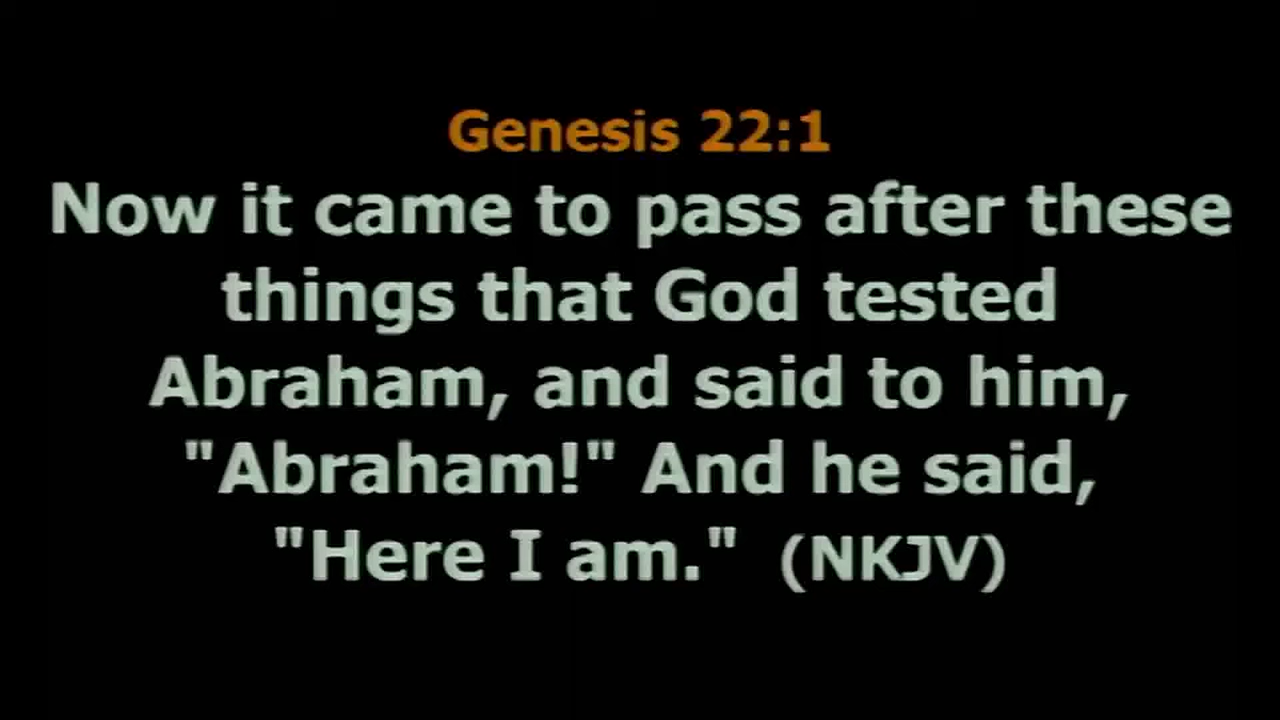 Genesis 22:1
Now it came to pass after these
things that God tested
Abraham, and said to him,
"Abraham!" And he said,
"Here I am." (NKJV)